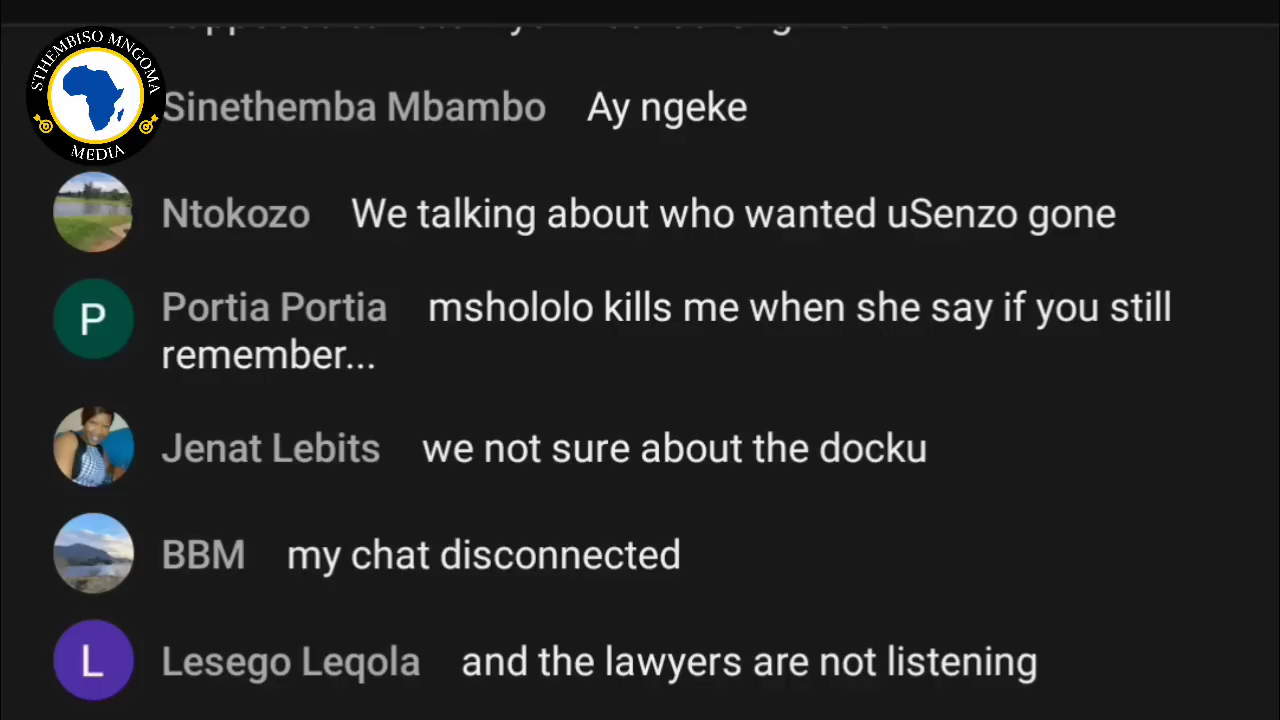 STHEMBISO MNGOMA
MEDIA
Sinethemba Mbambo Ay ngeke
Ntokozo We talking about who wanted uSenzo gone
P
Portia Portia mshololo kills me when she say if you still
remember...
Jenat Lebits we not sure about the docku
BBM my chat disconnected
L
Lesego Leqola and the lawyers are not listening